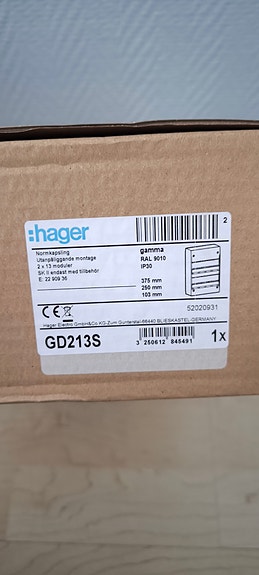 :hager
2
Normkapsling
Utanpåliggande montage
2 x 13 moduler
SK II endast med tillbehör
E: 22 909 36
gamma
RAL 9010
IP30
375 mm
250 mm
103 mm
52020931
CE
Hager Electro GmbH&Co KG-Zum Gunterstal-66440 BLIESKASTEL-GERMANY
GD213S
3 250612 845491
1x